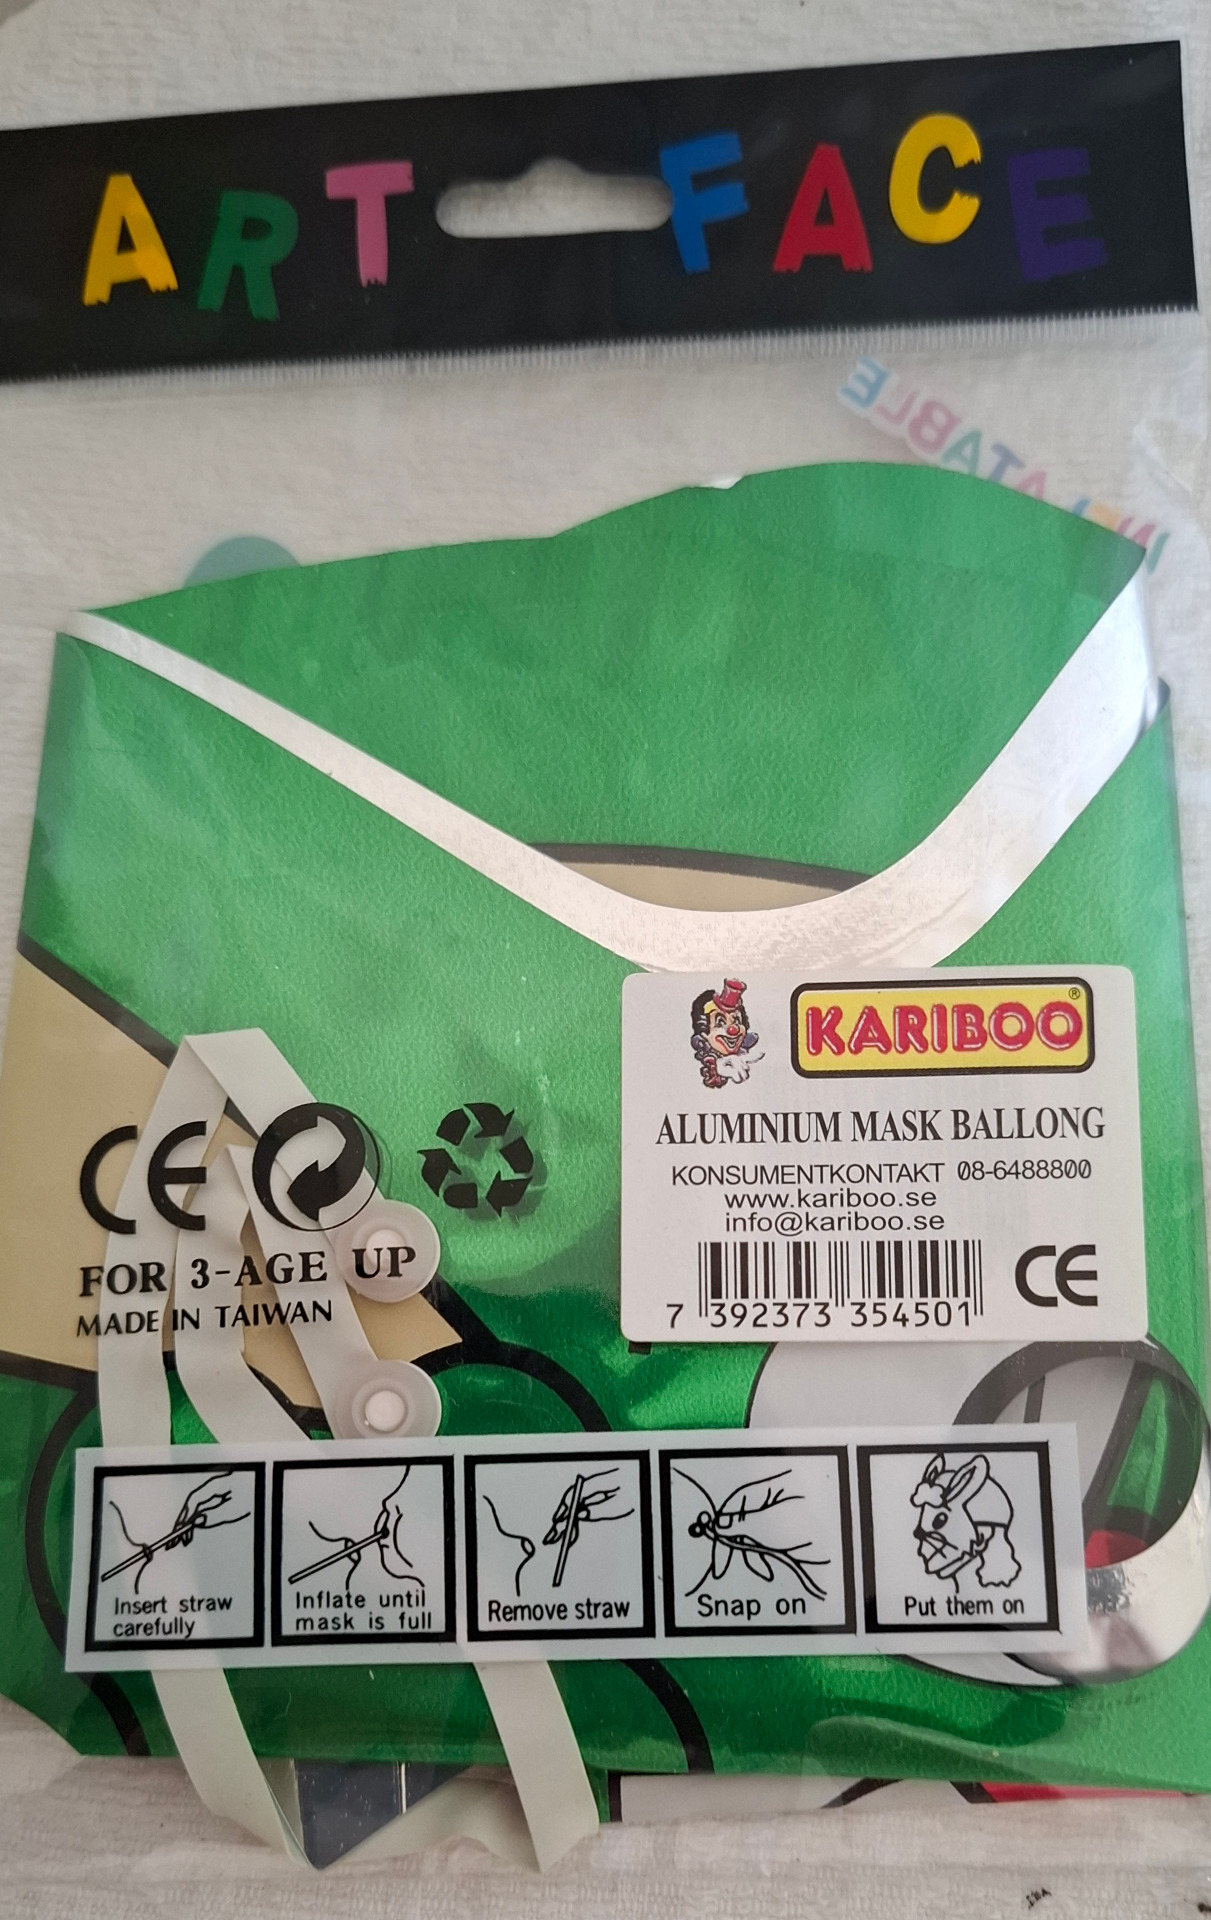 ART FACE
INFLATABLE
KARIBOO®
ALUMINIUM MASK BALLONG
KONSUMENTKONTAKT 08-6488800
www.kariboo.se
info@kariboo.se
7 392373 354501
CE
CE
FOR 3-AGE UP
MADE IN TAIWAN
Insert straw
carefully
Inflate until
mask is full
Remove straw
Snap on
Put them on